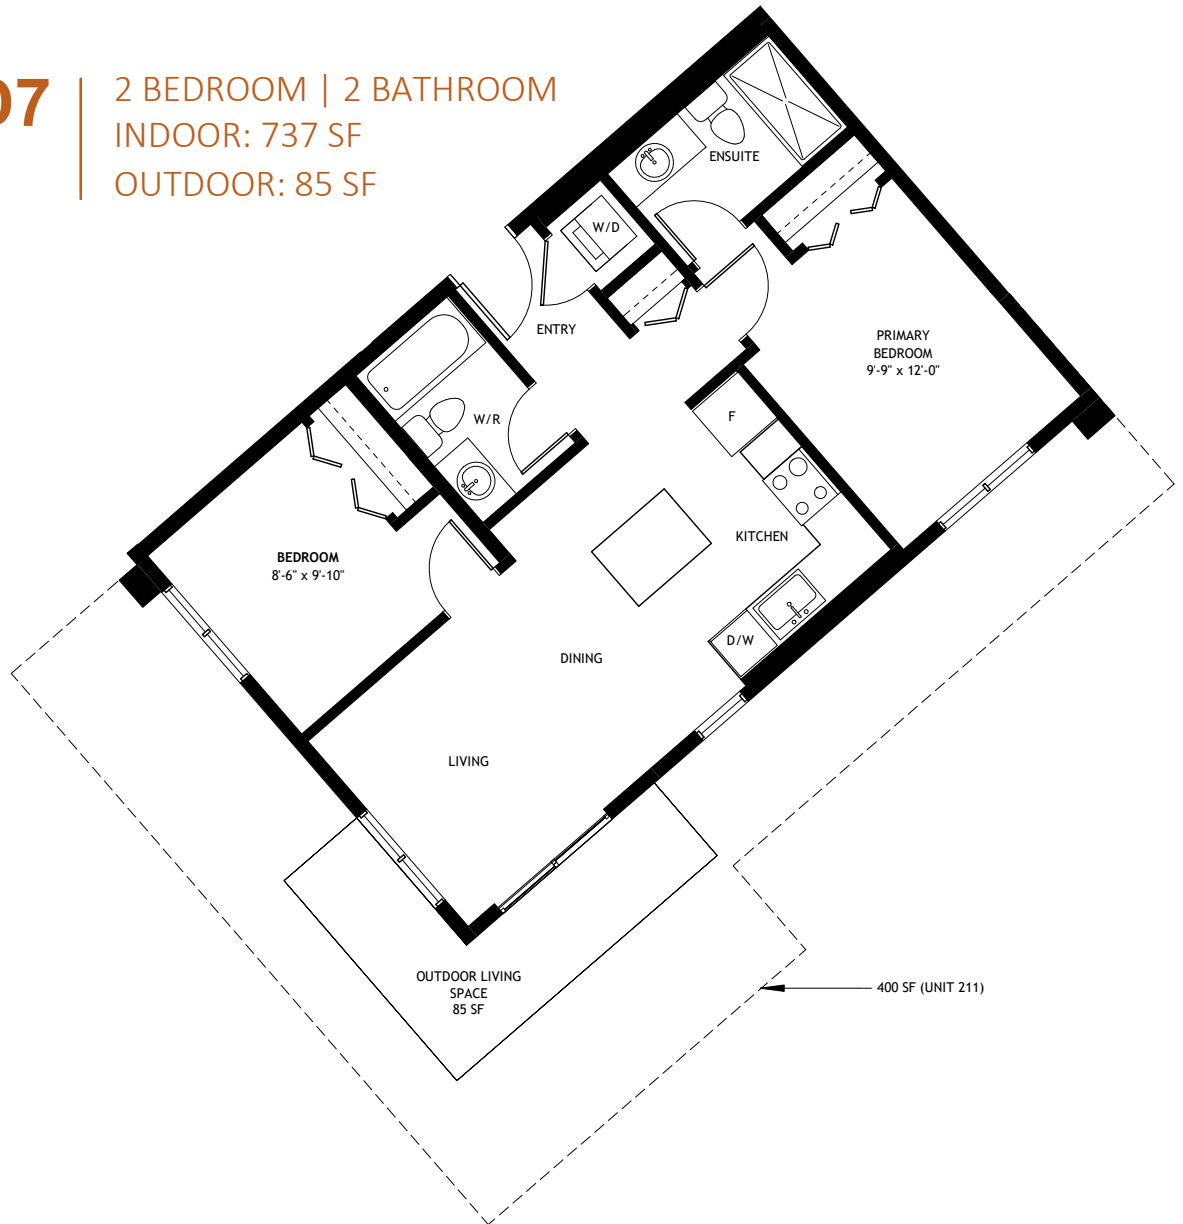 07
2 BEDROOM | 2 BATHROOM
INDOOR: 737 SF
OUTDOOR: 85 SF
ENSUITE
W/D
ENTRY
PRIMARY
BEDROOM
9'-9" x 12'-0"
W/R
F
KITCHEN
BEDROOM
8'-6" x 9'-10"
D/W
DINING
LIVING
OUTDOOR LIVING
SPACE
85 SF
400 SF (UNIT 211)